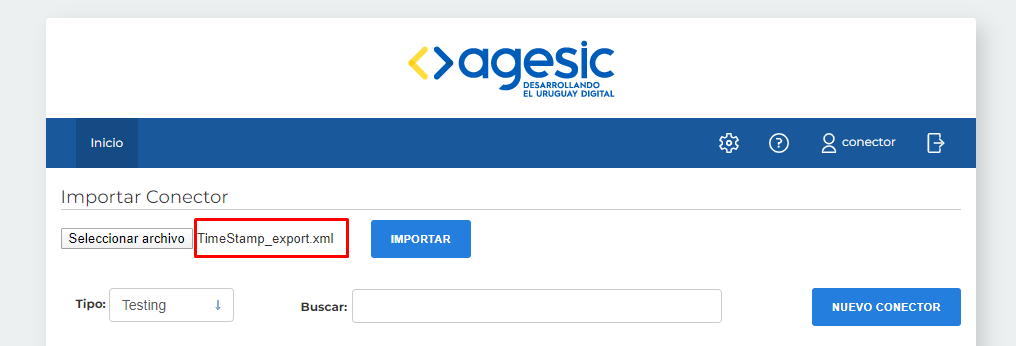 agesic
DESARROLLANDO
EL URUGUAY DIGITAL
Inicio
conector
Importar Conector
Seleccionar archivo TimeStamp_export.xml IMPORTAR
Tipo: Testing Buscar: NUEVO CONECTOR